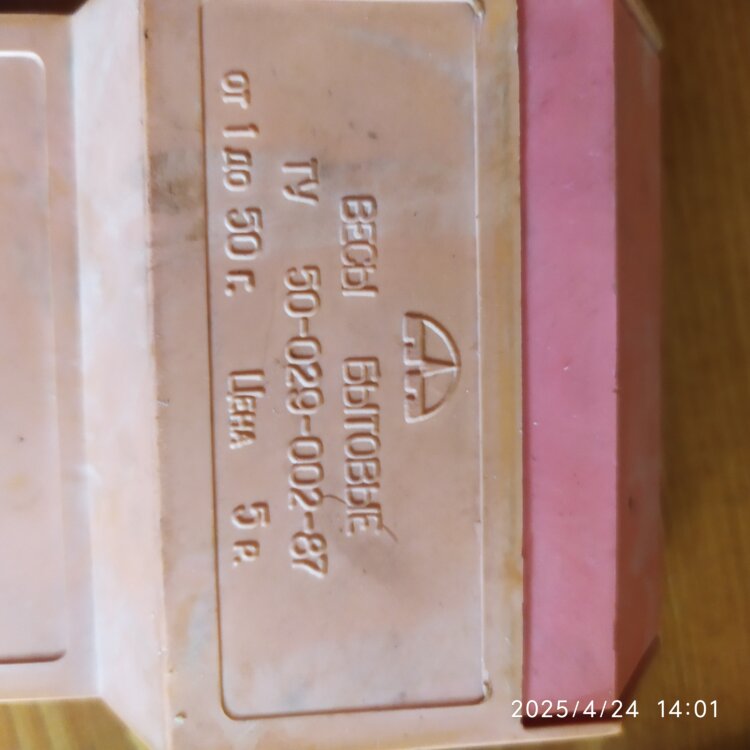 ВЕСЫ БЫТОВЫЕ
ТУ 50-029-002-87
от 1 до 50 г. Цена 5 р.
2025/4/24 14:01